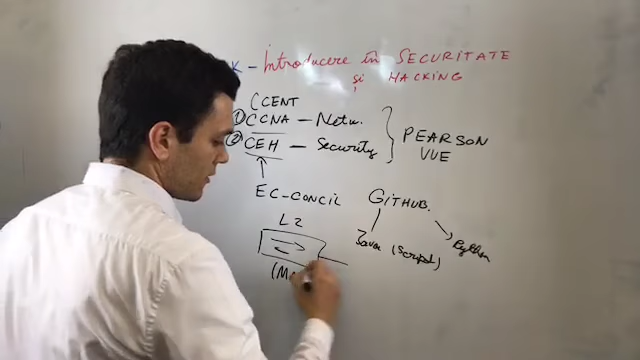 K - Introducere în SECURITATE
și HACKING
CCENT
① CCNA - Netw.
② CEH - Security
PEARSON
VUE
EC-CONCIL
GITHUB.
L2
Java (Script)
Python
(M